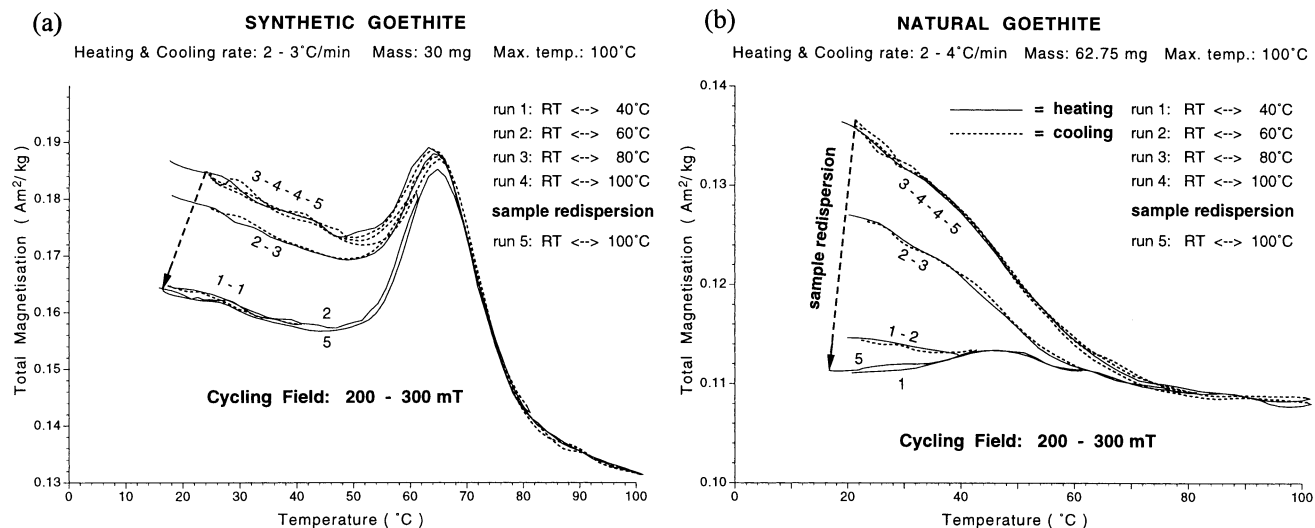 (a) SYNTHETIC GOETHITE
Heating & Cooling rate: 2 - 3˚C/min Mass: 30 mg Max. temp.: 100˚C
run 1: RT <--> 40˚C
run 2: RT <--> 60˚C
run 3: RT <--> 80˚C
run 4: RT <--> 100˚C
sample redispersion
run 5: RT <--> 100˚C
3-4-4-5
2-3
1-1
2
5
Cycling Field: 200 - 300 mT
Total Magnetisation ( Am2/kg)
0.19
0.18
0.17
0.16
0.15
0.14
0.13
0 10 20 30 40 50 60 70 80 90 100
Temperature ( ˚C)
(b) NATURAL GOETHITE
Heating & Cooling rate: 2 - 4˚C/min Mass: 62.75 mg Max. temp.: 100˚C
= heating
= cooling
run 1: RT <--> 40˚C
run 2: RT <--> 60˚C
run 3: RT <--> 80˚C
run 4: RT <--> 100˚C
sample redispersion
run 5: RT <--> 100˚C
sample redispersion
3-4-4-5
2-3
1-2
5
1
Cycling Field: 200 - 300 mT
Total Magnetisation ( Am2/kg)
0.14
0.13
0.12
0.11
0.10
0 20 40 60 80 100
Temperature ( ˚C)